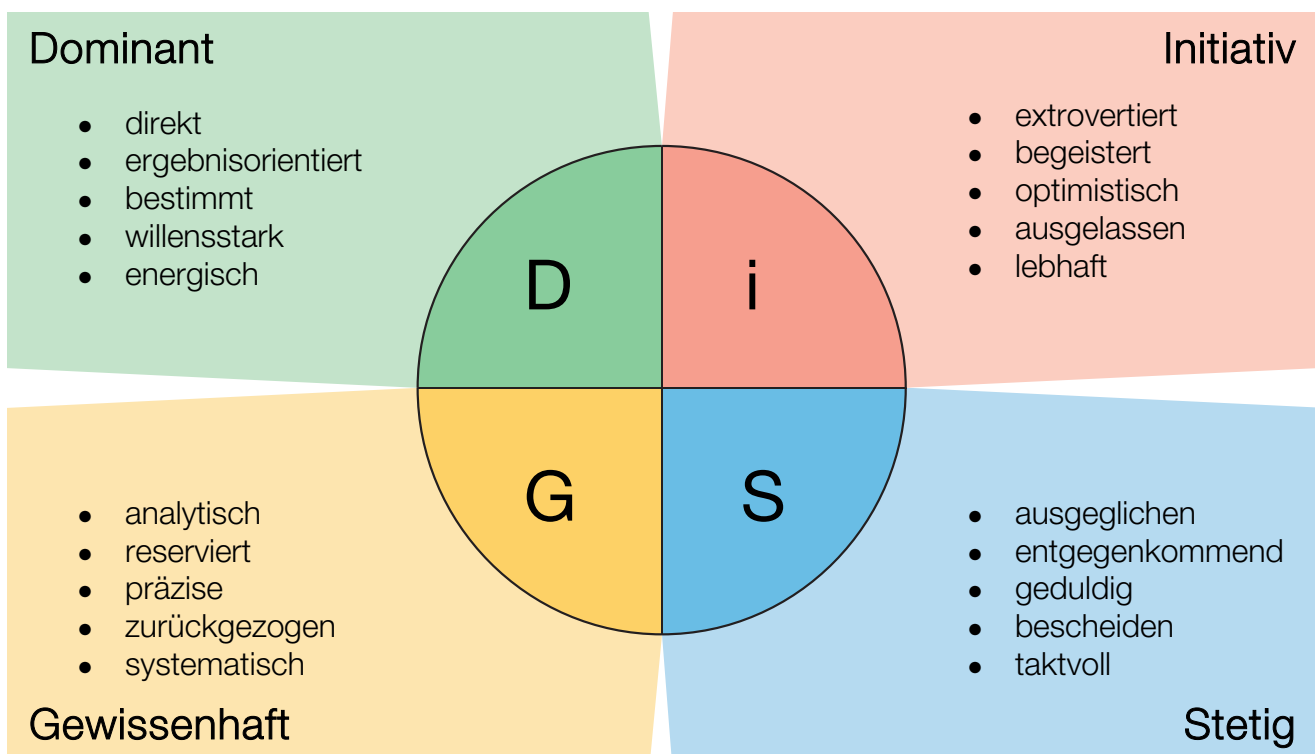 Dominant
• direkt
• ergebnisorientiert
• bestimmt
• willensstark
• energisch
Initiativ
• extrovertiert
• begeistert
• optimistisch
• ausgelassen
• lebhaft
D
i
G
S
• analytisch
• reserviert
• präzise
• zurückgezogen
• systematisch
Gewissenhaft
• ausgeglichen
• entgegenkommend
• geduldig
• bescheiden
• taktvoll
Stetig